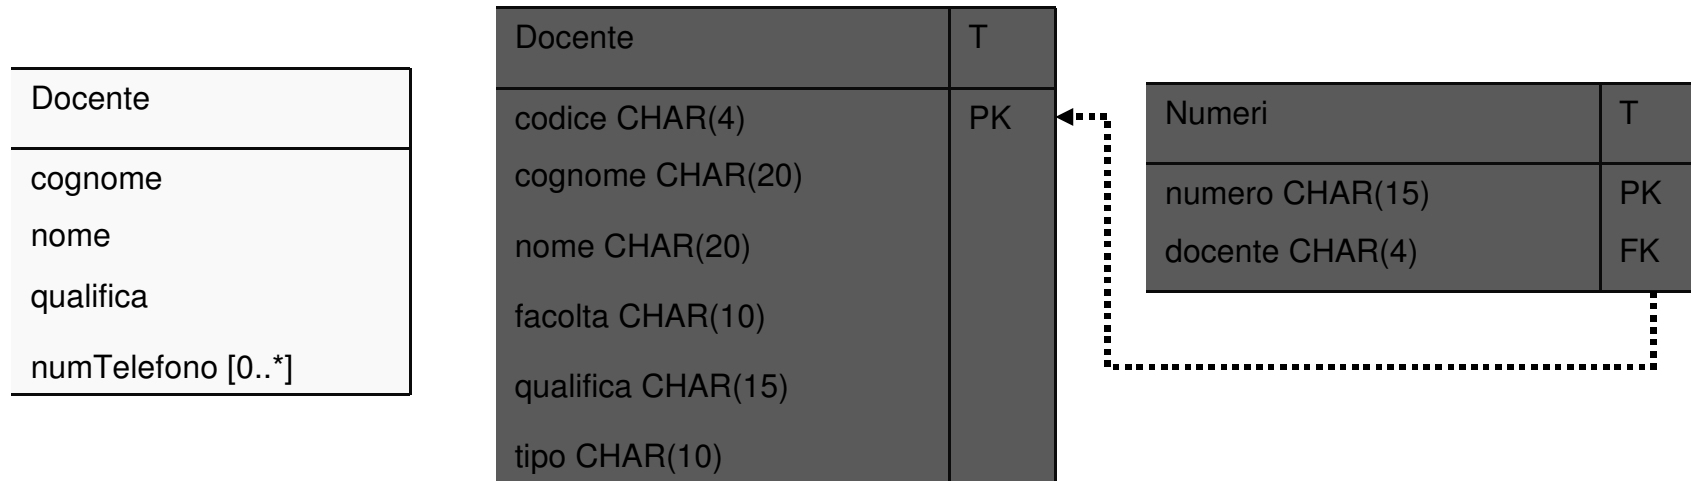 Docente
cognome
nome
qualifica
numTelefono [0..*]
Docente T
codice CHAR(4) PK
cognome CHAR(20)
nome CHAR(20)
facolta CHAR(10)
qualifica CHAR(15)
tipo CHAR(10)
Numeri T
numero CHAR(15) PK
docente CHAR(4) FK